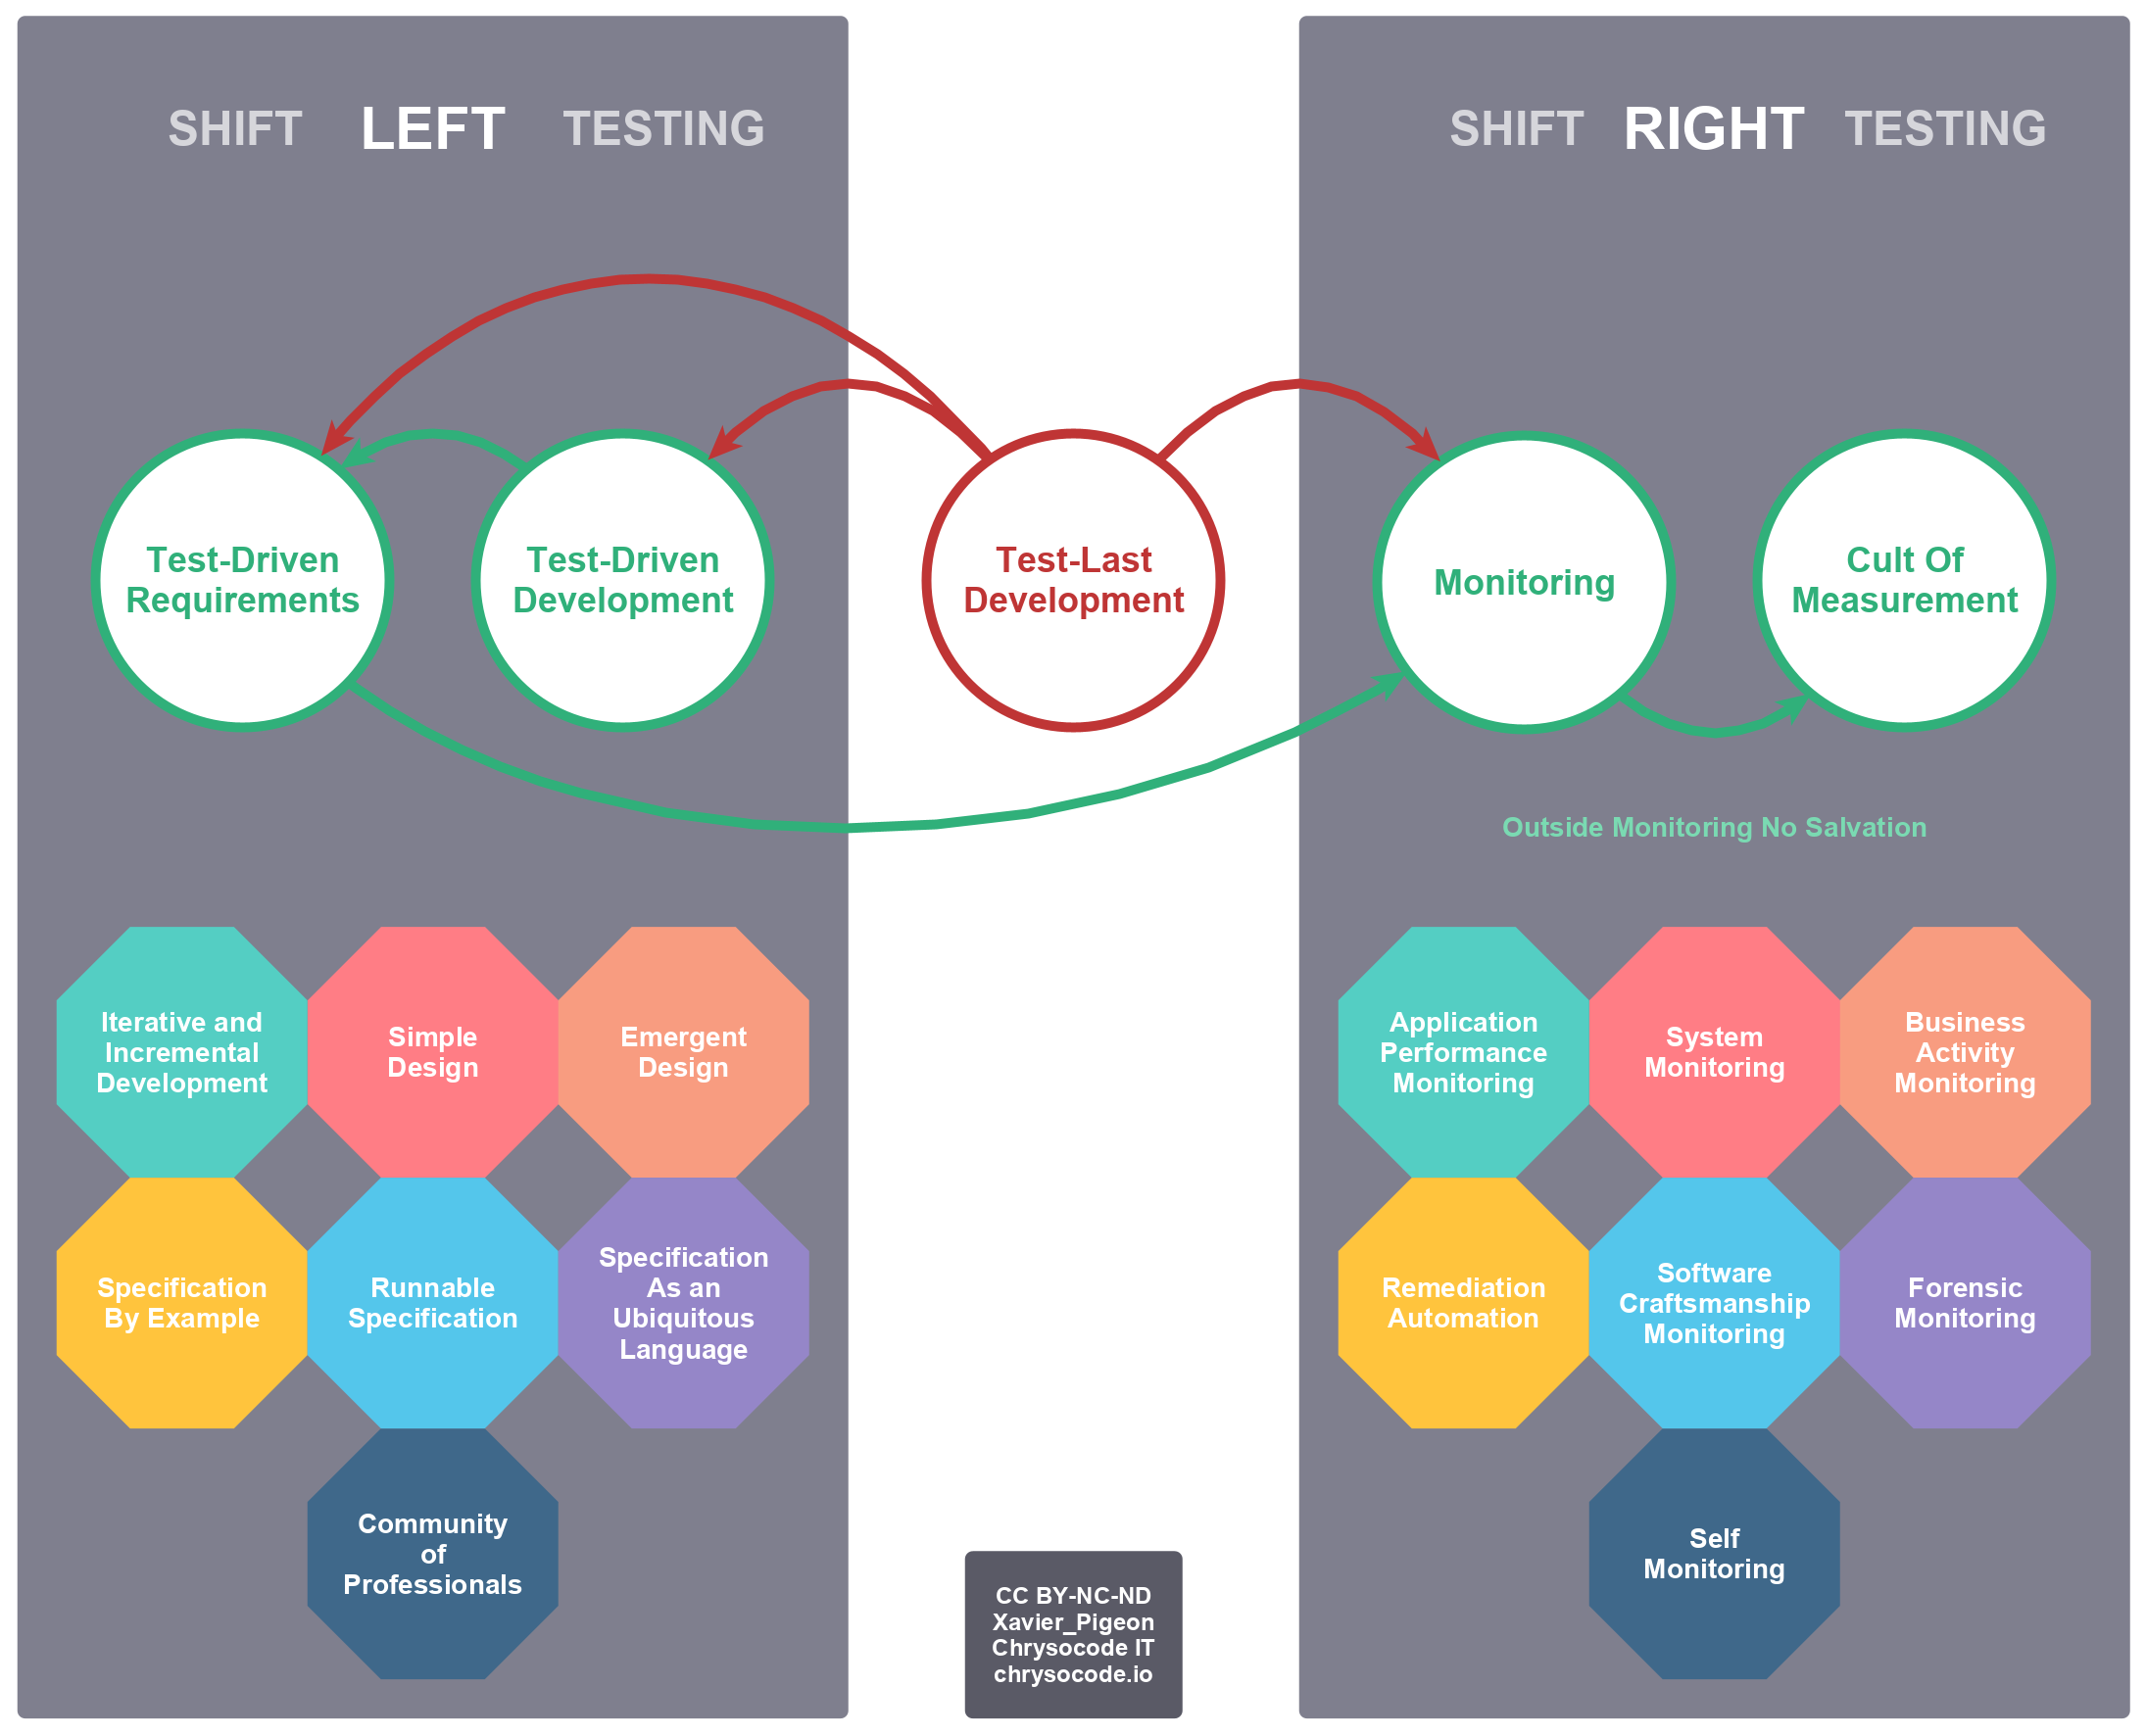 SHIFT LEFT TESTING
SHIFT RIGHT TESTING
Test-Driven
Requirements
Test-Driven
Development
Test-Last
Development
Monitoring
Cult Of
Measurement
Outside Monitoring No Salvation
Iterative and
Incremental
Development
Simple
Design
Emergent
Design
Specification
By Example
Runnable
Specification
Specification
As an
Ubiquitous
Language
Community
of
Professionals
Application
Performance
Monitoring
System
Monitoring
Business
Activity
Monitoring
Remediation
Automation
Software
Craftsmanship
Monitoring
Forensic
Monitoring
Self
Monitoring
CC BY-NC-ND
Xavier_Pigeon
Chrysocode IT
chrysocode.io